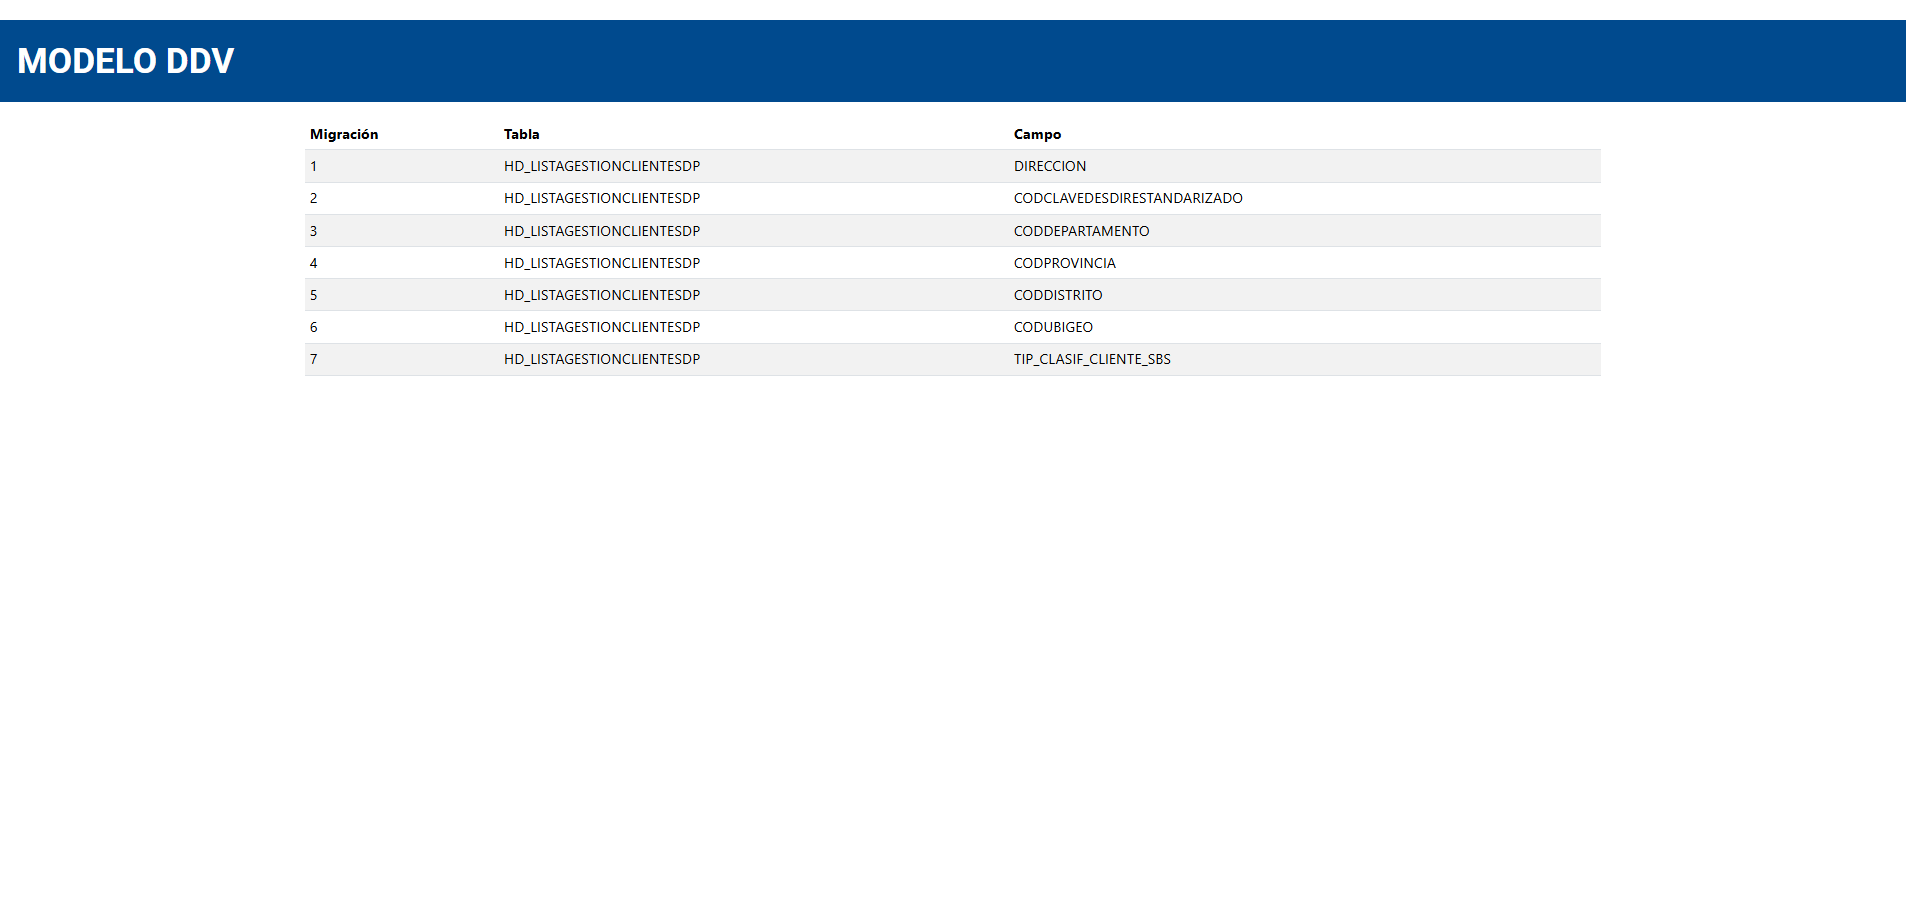 MODELO DDV
Migración Tabla Campo
1 HD_LISTAGESTIONCLIENTESDP DIRECCION
2 HD_LISTAGESTIONCLIENTESDP CODCLAVEDESDIRESTANDARIZADO
3 HD_LISTAGESTIONCLIENTESDP CODDEPARTAMENTO
4 HD_LISTAGESTIONCLIENTESDP CODPROVINCIA
5 HD_LISTAGESTIONCLIENTESDP CODDISTRITO
6 HD_LISTAGESTIONCLIENTESDP CODUBIGEO
7 HD_LISTAGESTIONCLIENTESDP TIP_CLASIF_CLIENTE_SBS